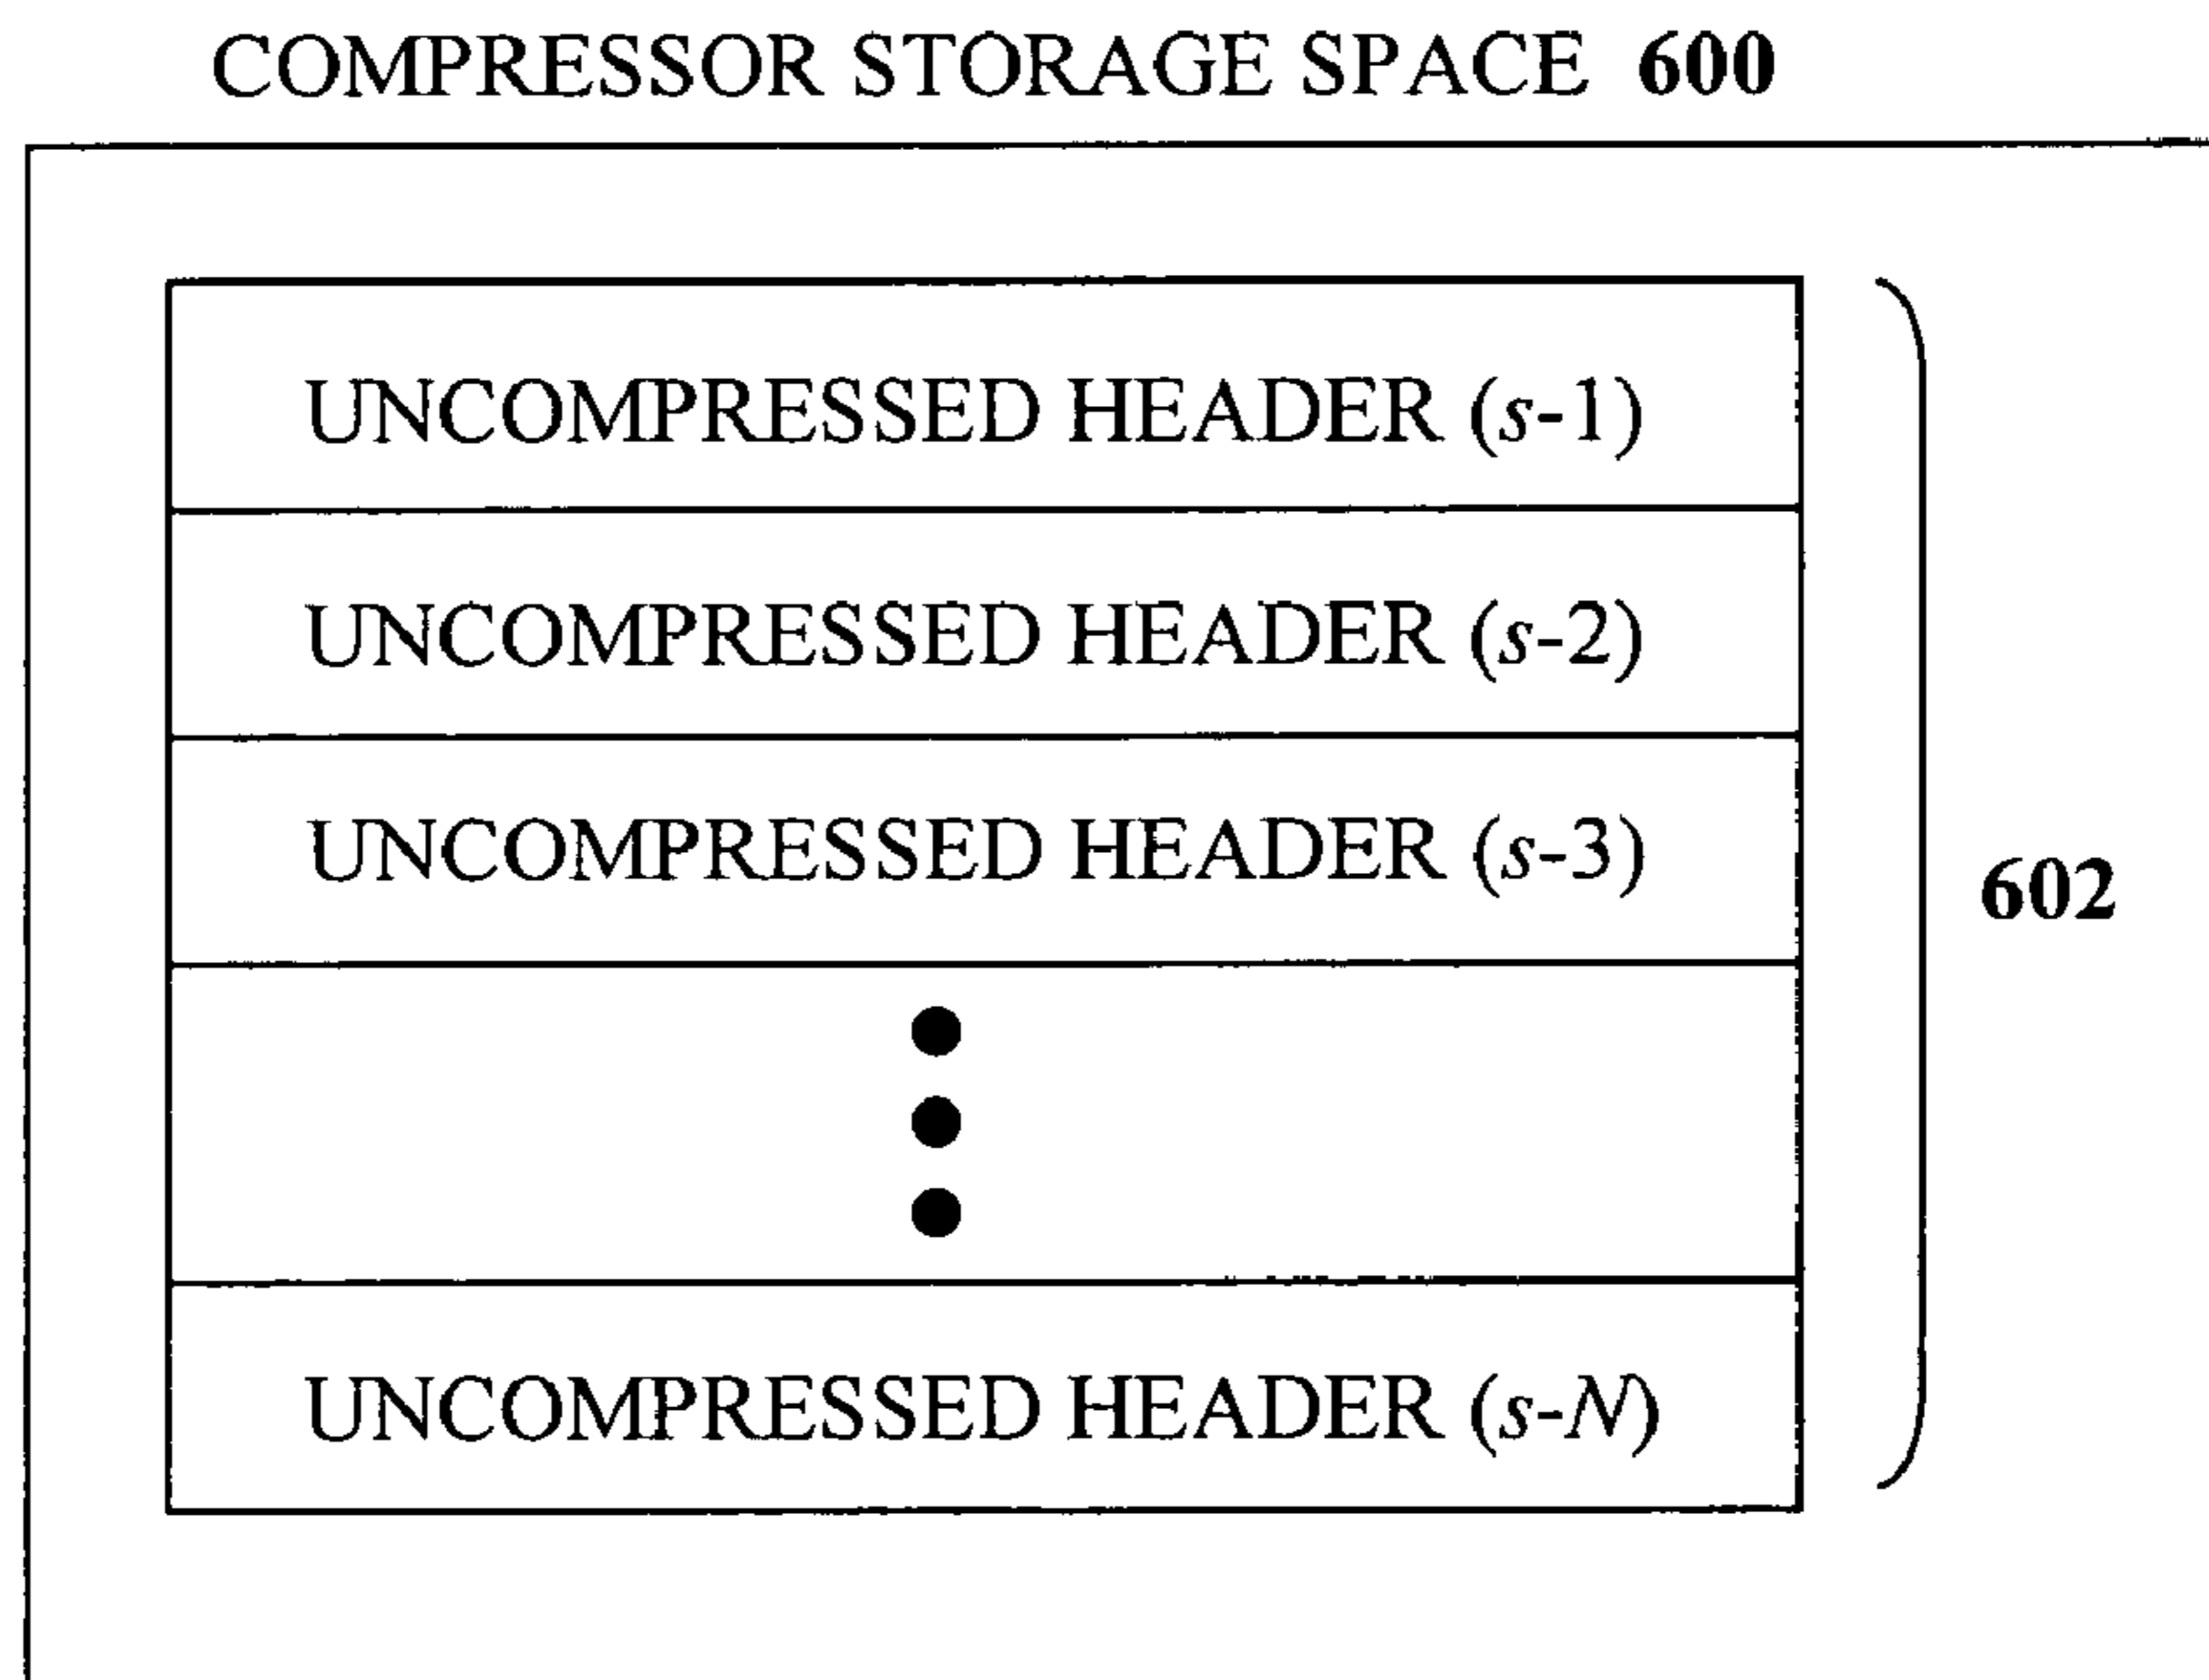 COMPRESSOR STORAGE SPACE 600
UNCOMPRESSED HEADER (s-1)
UNCOMPRESSED HEADER (s-2)
UNCOMPRESSED HEADER (s-3)
602
UNCOMPRESSED HEADER (s-N)